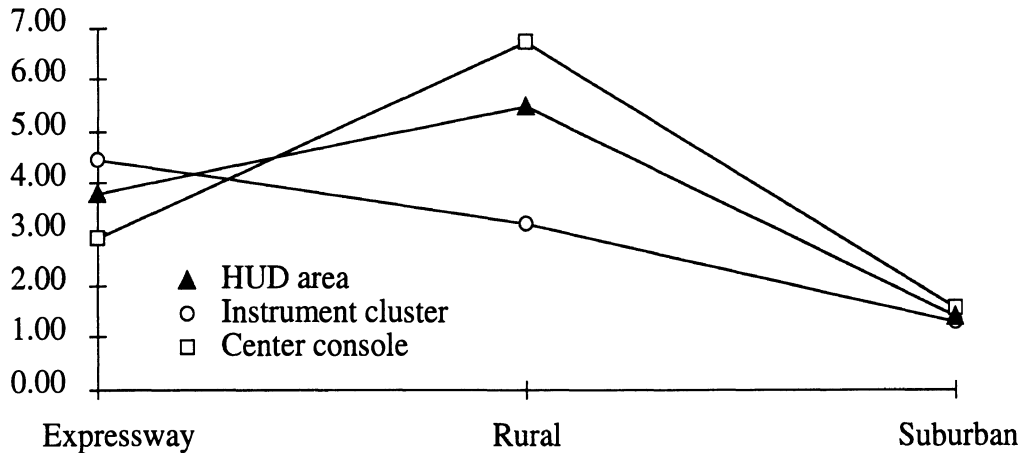 7.00
6.00
5.00
4.00
3.00
2.00
1.00
0.00
HUD area
Instrument cluster
Center console
Expressway Rural Suburban